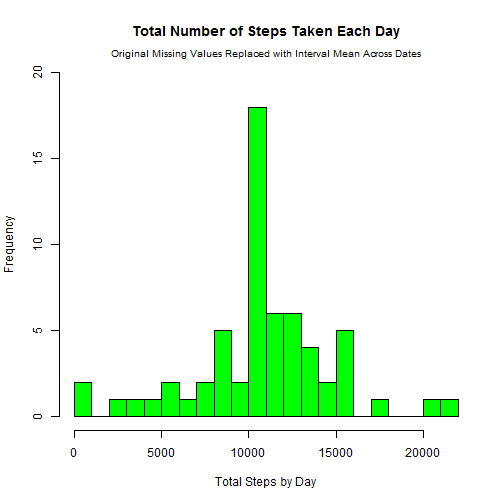 Total Number of Steps Taken Each Day
Original Missing Values Replaced with Interval Mean Across Dates
Frequency
20
15
10
5
0
0 5000 10000 15000 20000
Total Steps by Day